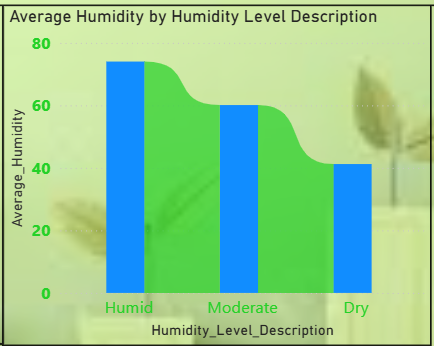 Average Humidity by Humidity Level Description
Average_Humidity
80
60
40
20
0
Humid Moderate Dry
Humidity_Level_Description